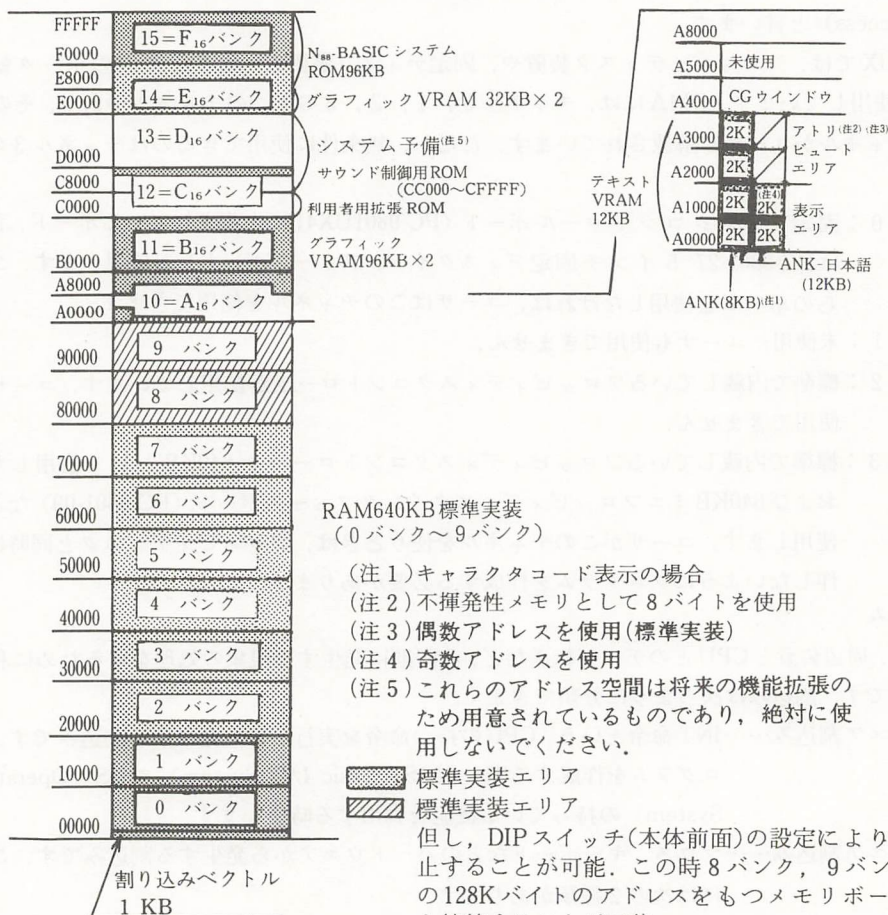 FFFFF
15=F₁₆バンク
F0000
N₈₈-BASICシステム
ROM96KB
E8000
14=E₁₆バンク
E0000
グラフィックVRAM 32KB×2
13=D₁₆バンク
システム予備(注5)
D0000
サウンド制御用ROM
(CC000〜CFFFF)
C8000
12=C₁₆バンク
C0000
利用者用拡張ROM
11=B₁₆バンク
グラフィック
VRAM96KB×2
B0000
A8000
10=A₁₆バンク
A0000
9 バンク
90000
8 バンク
80000
7 バンク
70000
6 バンク
60000
5 バンク
50000
4 バンク
40000
3 バンク
30000
2 バンク
20000
1 バンク
10000
0 バンク
00000
割り込みベクトル
1 KB
A8000
未使用
A5000
CGウインドウ
A4000
A3000
2K
アトリ(注2)(注3)
ビュート
エリア
A2000
2K
テキスト
VRAM
12KB
A1000
2K
(注4)
2K
表示
エリア
A0000
2K
2K
ANK-日本語
(12KB)
ANK(8KB)(注1)
RAM640KB標準実装
(0バンク〜9バンク)
(注1)キャラクタコード表示の場合
(注2)不揮発性メモリとして8バイトを使用
(注3)偶数アドレスを使用(標準実装)
(注4)奇数アドレスを使用
(注5)これらのアドレス空間は将来の機能拡張の
ため用意されているものであり，絶対に使
用しないでください．
標準実装エリア
標準実装エリア
但し，DIPスイッチ(本体前面)の設定により
止することが可能．この時8バンク，9バン
の128Kバイトのアドレスをもつメモリボー